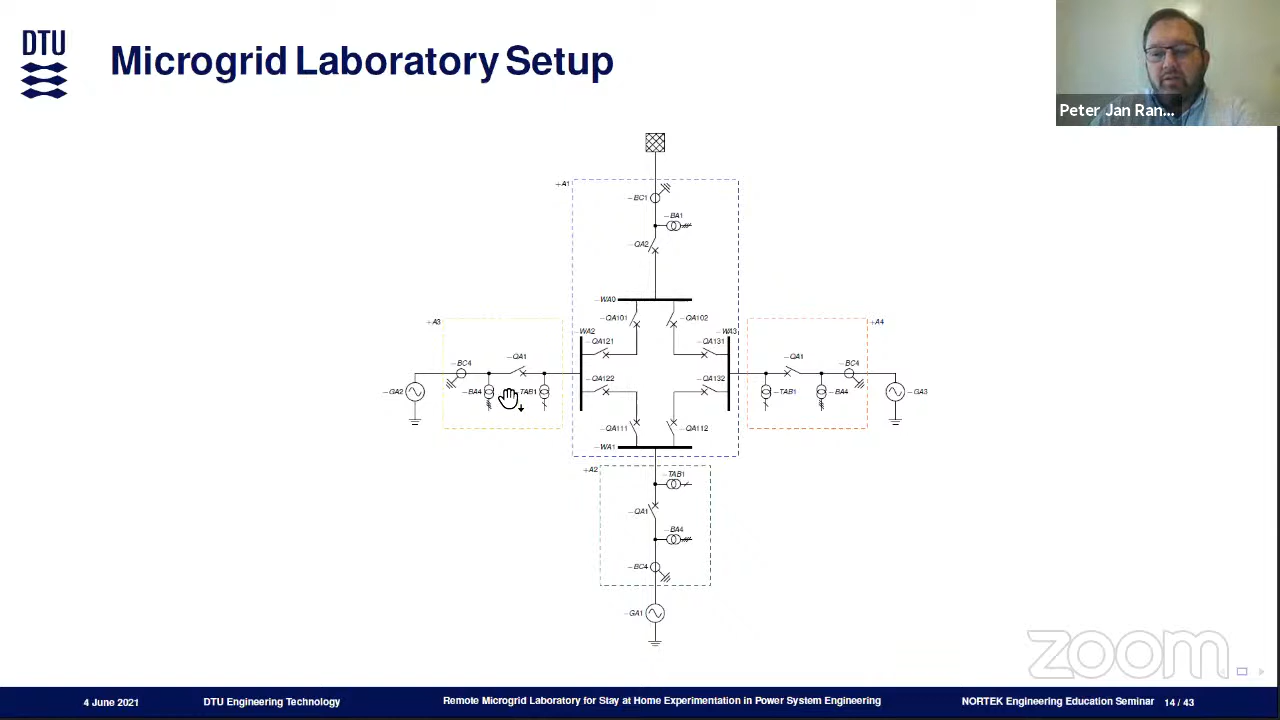 DTU
Microgrid Laboratory Setup
Peter Jan Ran...
+A1
−BC1
−BA1
−QA2
−WA0
−QA101
−QA102
+A3
−WA2
−WA3
+A4
−QA121
−QA131
−BC4
−QA1
−QA1
−BC4
−QA122
−QA132
−GA2
−BA4
−TAB1
−TAB1
−BA4
−GA3
−QA111
−QA112
−WA1
+A2
−TAB1
−QA1
−BA4
−BC4
−GA1
zoom
4 June 2021
DTU Engineering Technology
Remote Microgrid Laboratory for Stay at Home Experimentation in Power System Engineering
NORTEK Engineering Education Seminar
14 / 43